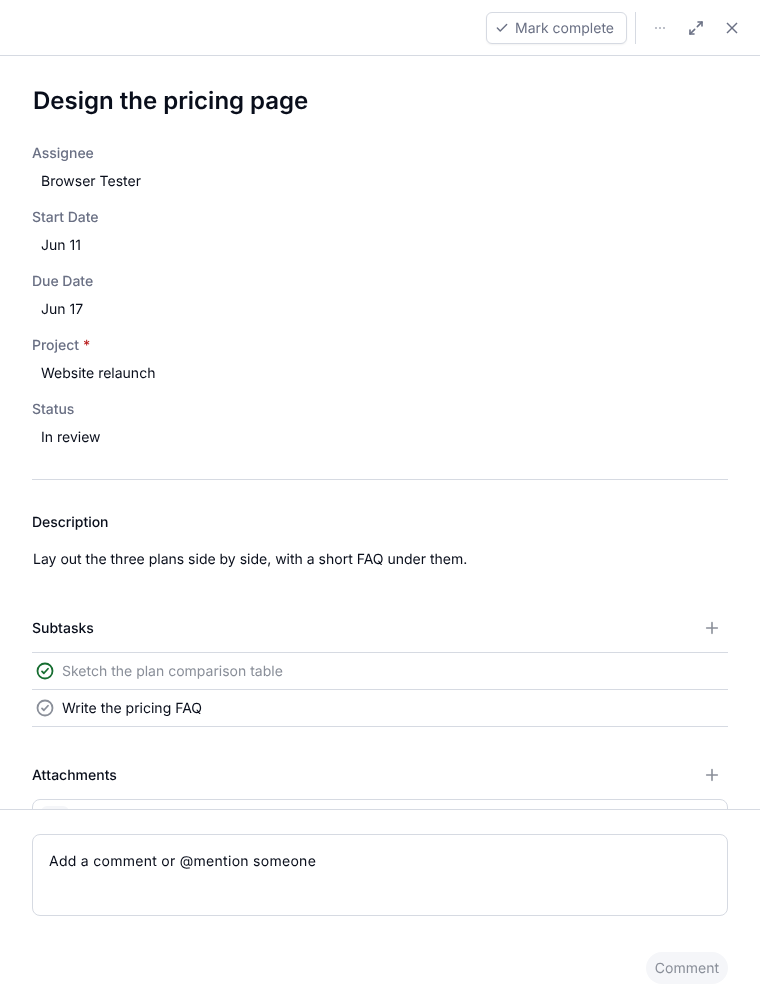 Mark complete
Design the pricing page
Assignee
Browser Tester
Start Date
Jun 11
Due Date
Jun 17
Project *
Website relaunch
Status
In review
Description
Lay out the three plans side by side, with a short FAQ under them.
Subtasks
Sketch the plan comparison table
Write the pricing FAQ
Attachments
Add a comment or @mention someone
Comment